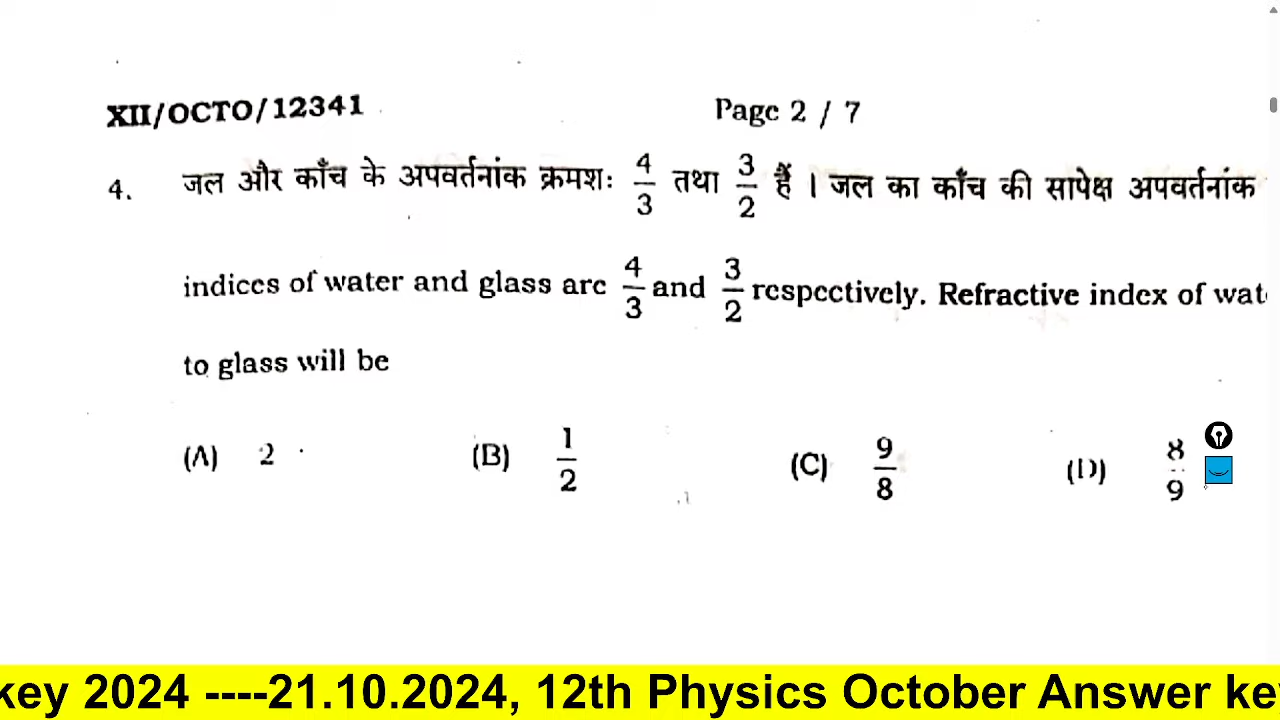 XII/OCTO/12341 Page 2 / 7
4. जल और काँच के अपवर्तनांक क्रमशः 4/3 तथा 3/2 हैं । जल का काँच की सापेक्ष अपवर्तनांक
indices of water and glass are 4/3 and 3/2 respectively. Refractive index of wat
to glass will be
(A) 2 (B) 1/2 (C) 9/8 (D) 8/9
key 2024 ----21.10.2024, 12th Physics October Answer ke